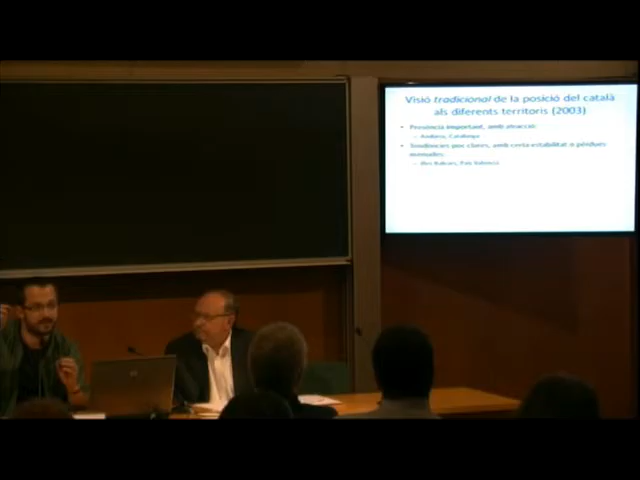 Visió tradicional de la posició del català
als diferents territoris (2003)
• Presència important, amb atracció:
– Andorra, Catalunya
• Tendències poc clares, amb certa estabilitat o pèrdues
– Illes Balears, País Valencià